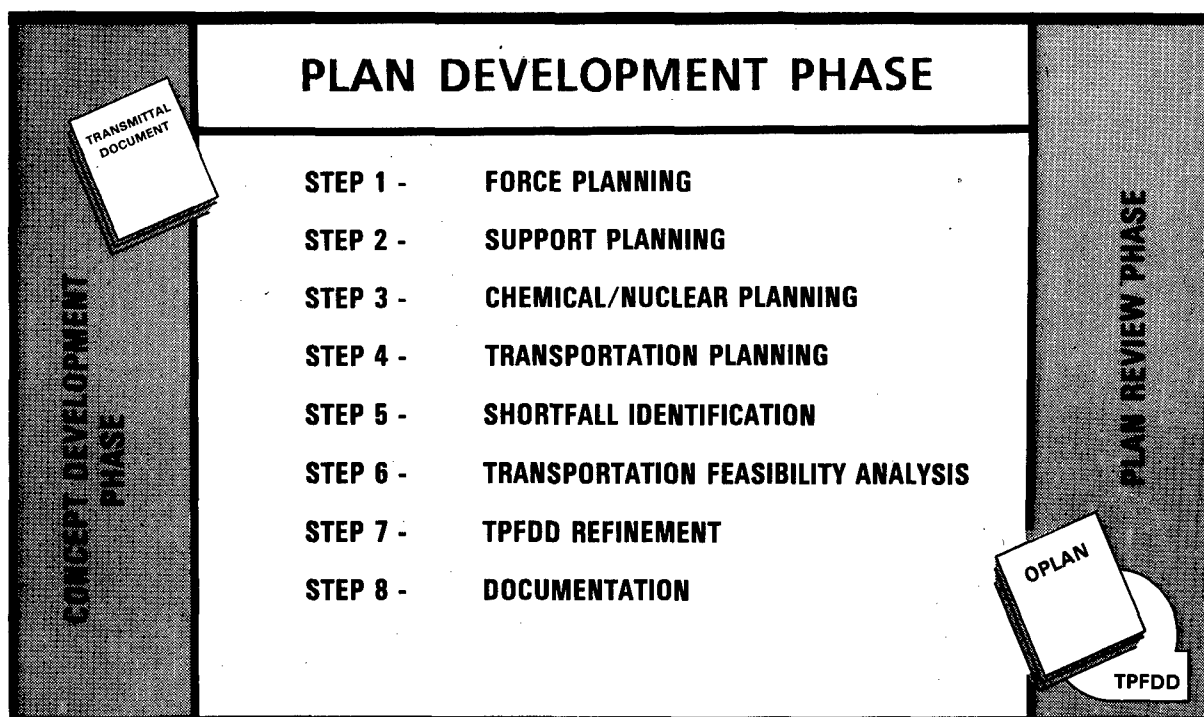 PLAN DEVELOPMENT PHASE
TRANSMITTAL
DOCUMENT
CONCEPT DEVELOPMENT
PHASE
STEP 1 - FORCE PLANNING
STEP 2 - SUPPORT PLANNING
STEP 3 - CHEMICAL/NUCLEAR PLANNING
STEP 4 - TRANSPORTATION PLANNING
STEP 5 - SHORTFALL IDENTIFICATION
STEP 6 - TRANSPORTATION FEASIBILITY ANALYSIS
STEP 7 - TPFDD REFINEMENT
STEP 8 - DOCUMENTATION
PLAN REVIEW PHASE
OPLAN
TPFDD